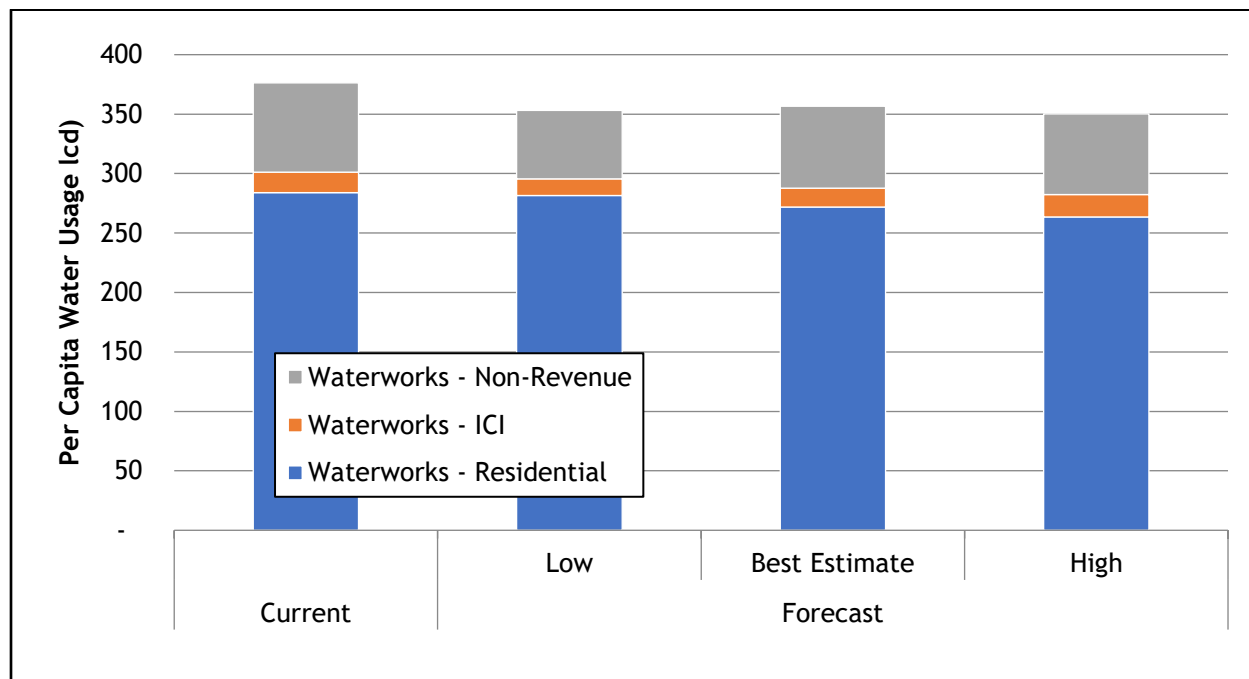 Per Capita Water Usage lcd)
400
350
300
250
200
150
100
50
-
Waterworks - Non-Revenue
Waterworks - ICI
Waterworks - Residential
Low
Best Estimate
High
Current
Forecast